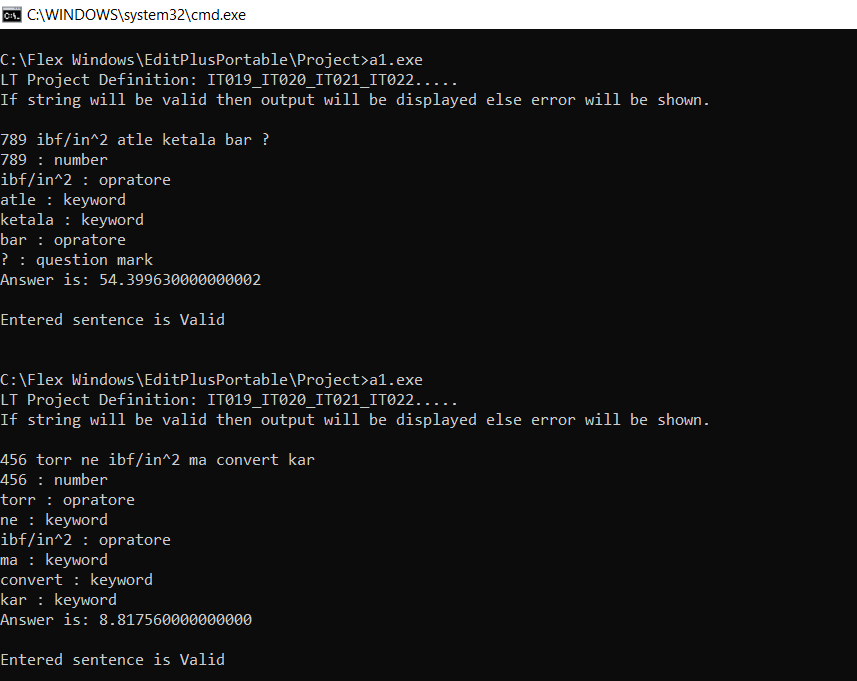 C:\WINDOWS\system32\cmd.exe
C:\Flex Windows\EditPlusPortable\Project>a1.exe
LT Project Definition: IT019_IT020_IT021_IT022.....
If string will be valid then output will be displayed else error will be shown.
789 ibf/in^2 atle ketala bar ?
789 : number
ibf/in^2 : opratore
atle : keyword
ketala : keyword
bar : opratore
? : question mark
Answer is: 54.399630000000002
Entered sentence is Valid
C:\Flex Windows\EditPlusPortable\Project>a1.exe
LT Project Definition: IT019_IT020_IT021_IT022.....
If string will be valid then output will be displayed else error will be shown.
456 torr ne ibf/in^2 ma convert kar
456 : number
torr : opratore
ne : keyword
ibf/in^2 : opratore
ma : keyword
convert : keyword
kar : keyword
Answer is: 8.817560000000000
Entered sentence is Valid